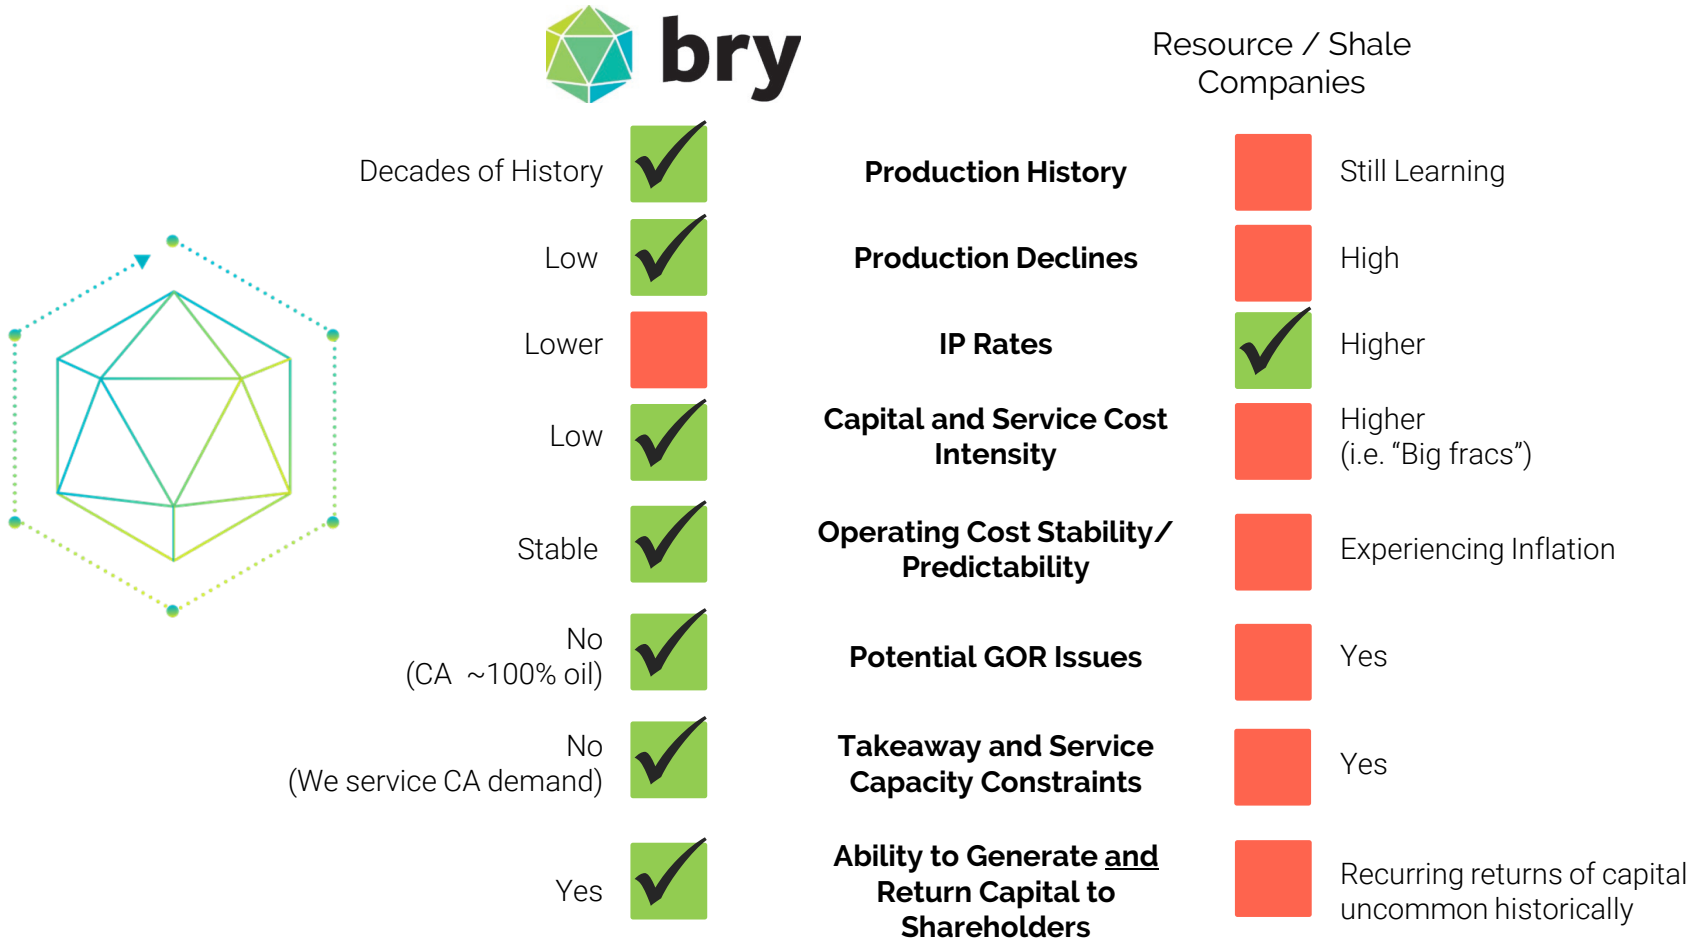 bry
Resource / Shale
Companies
Decades of History
Production History
Still Learning
Low
Production Declines
High
Lower
IP Rates
Higher
Low
Capital and Service Cost
Intensity
Higher
(i.e. “Big fracs”)
Stable
Operating Cost Stability/
Predictability
Experiencing Inflation
No
(CA ~100% oil)
Potential GOR Issues
Yes
No
(We service CA demand)
Takeaway and Service
Capacity Constraints
Yes
Yes
Ability to Generate and
Return Capital to
Shareholders
Recurring returns of capital
uncommon historically